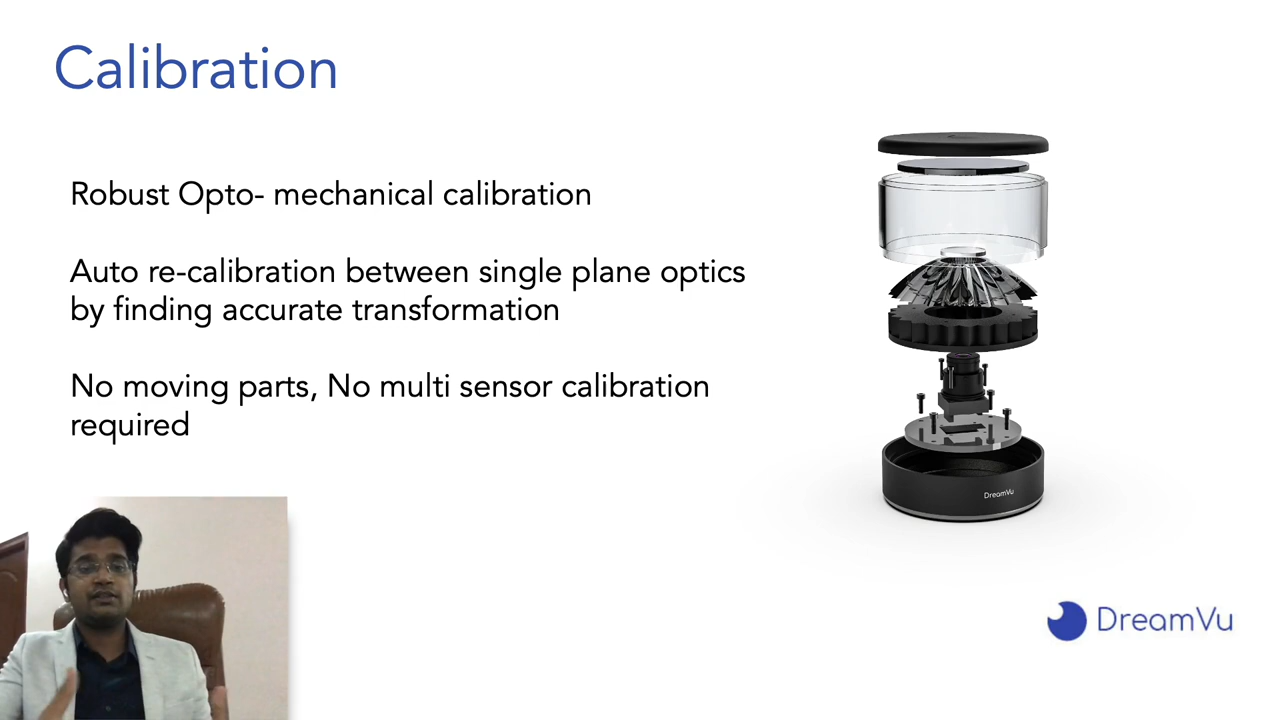 Calibration
Robust Opto- mechanical calibration
Auto re-calibration between single plane optics
by finding accurate transformation
No moving parts, No multi sensor calibration
required
DreamVu
DreamVu